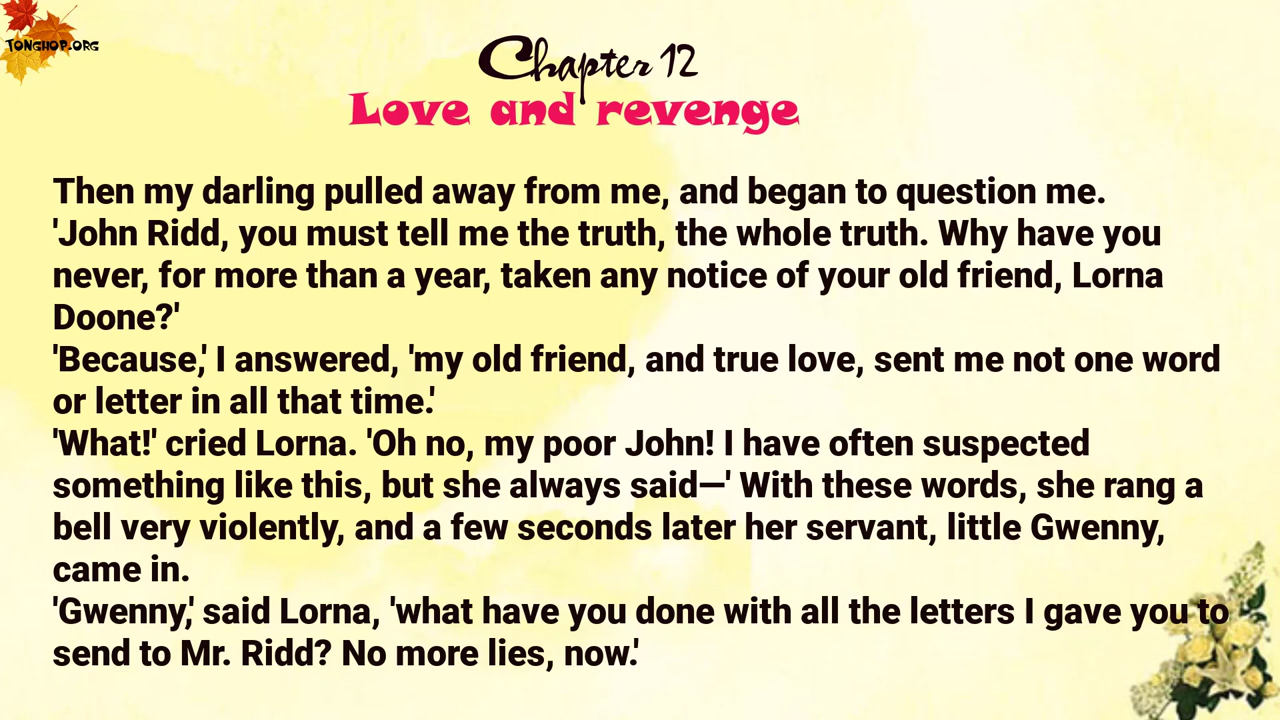 TONGHOP.ORG
Chapter 12
Love and revenge
Then my darling pulled away from me, and began to question me.
'John Ridd, you must tell me the truth, the whole truth. Why have you
never, for more than a year, taken any notice of your old friend, Lorna
Doone?'
'Because,' I answered, 'my old friend, and true love, sent me not one word
or letter in all that time.'
'What!' cried Lorna. 'Oh no, my poor John! I have often suspected
something like this, but she always said—' With these words, she rang a
bell very violently, and a few seconds later her servant, little Gwenny,
came in.
'Gwenny,' said Lorna, 'what have you done with all the letters I gave you to
send to Mr. Ridd? No more lies, now.'